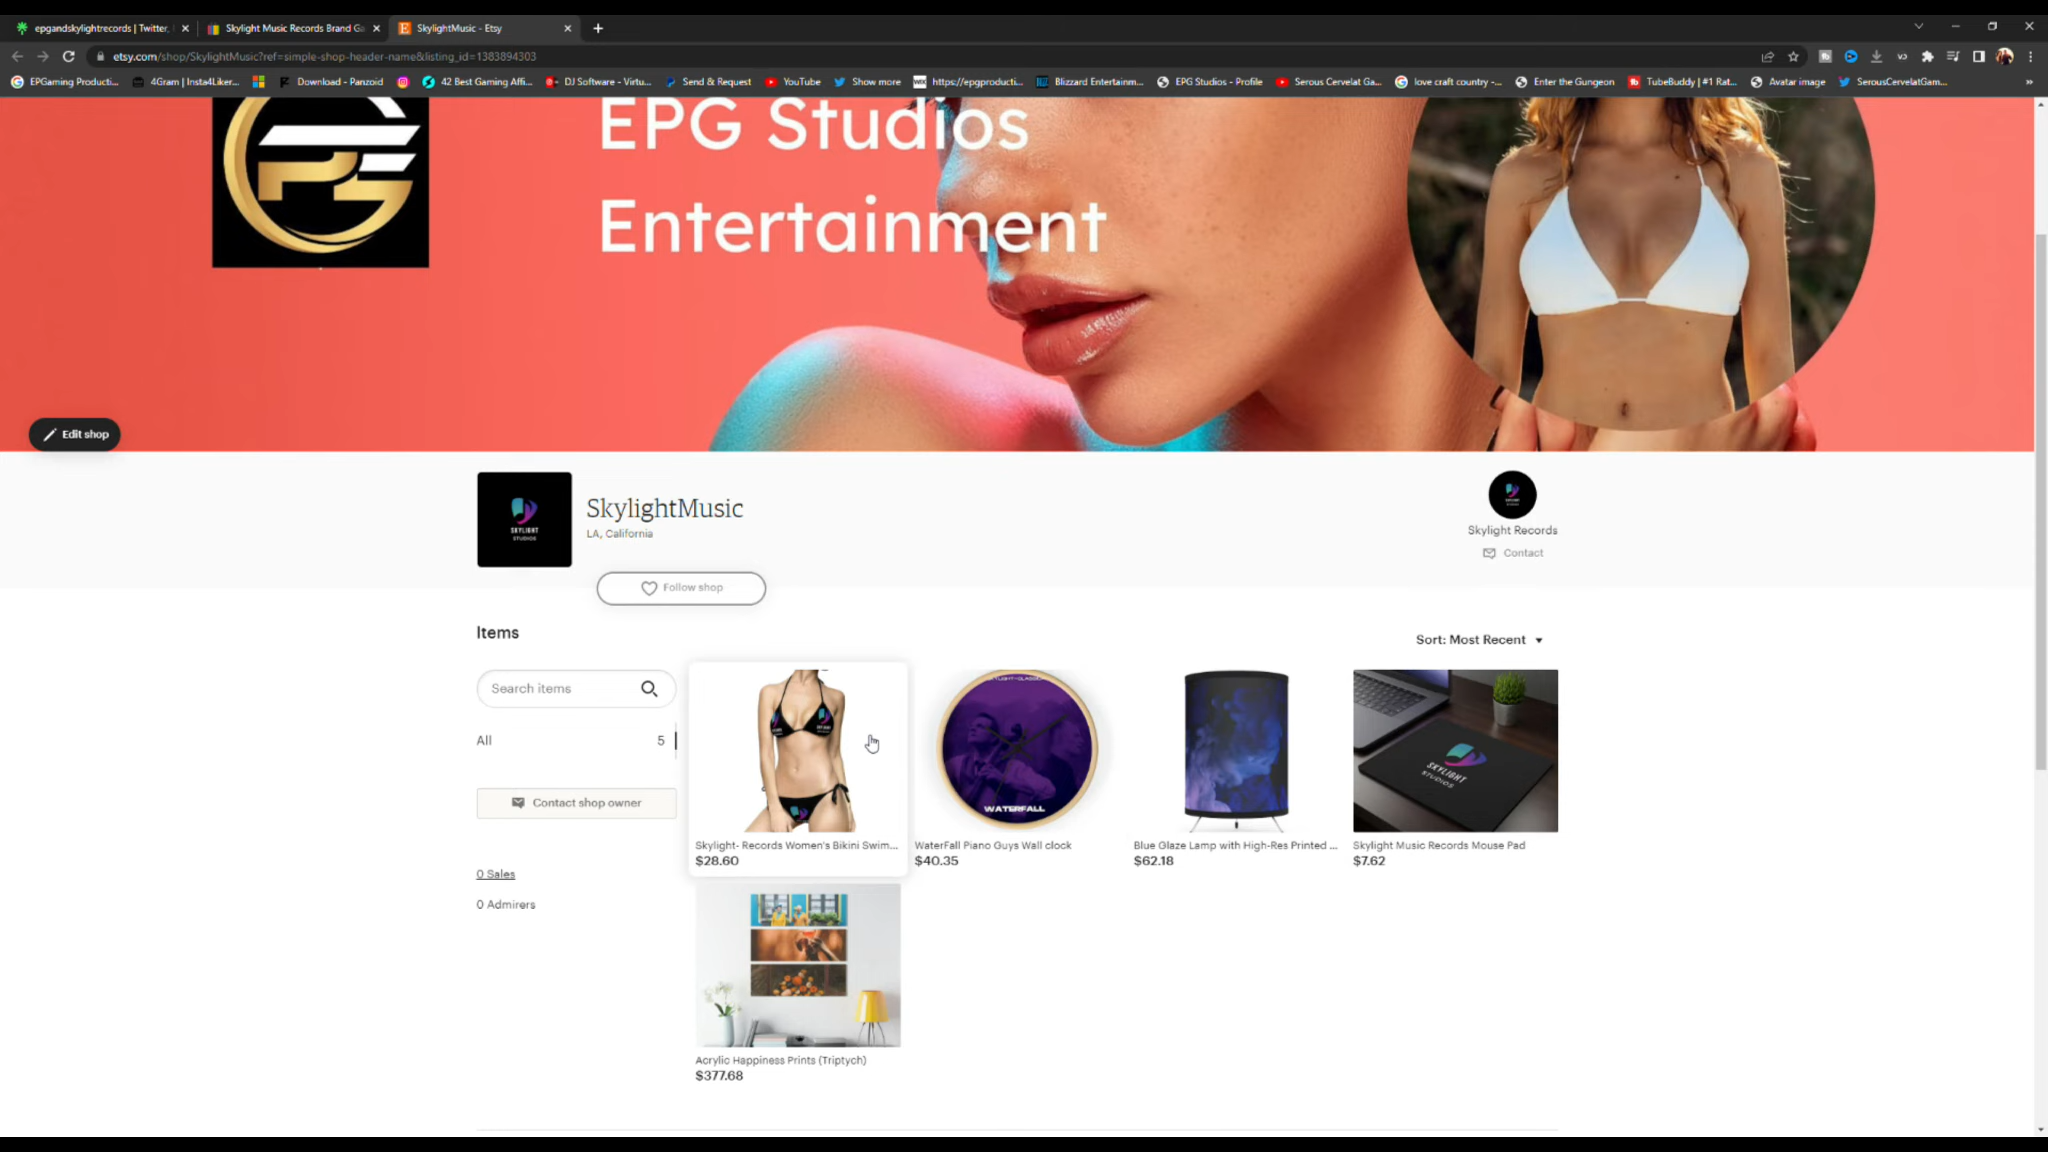 epgandskylightrecords | Twitter,
Skylight Music Records Brand Ga
SkylightMusic - Etsy
etsy.com/shop/SkylightMusic?ref=simple-shop-header-name&listing_id=1383894303
EPGaming Producti...
4Gram | Insta4Liker...
Download - Panzoid
42 Best Gaming Affi...
DJ Software - Virtu...
Send & Request
YouTube
Show more
https://epgproducti...
Blizzard Entertainm...
EPG Studios - Profile
Serous Cervelat Ga...
love craft country -...
Enter the Gungeon
TubeBuddy | #1 Rat...
Avatar image
SerousCervelatGam...
»
EPG Studios
Entertainment
Edit shop
SKYLIGHT
STUDIOS
SkylightMusic
LA, California
Skylight Records
Contact
Follow shop
Items
Sort: Most Recent
Search items
All 5
Contact shop owner
0 Sales
0 Admirers
WATERFALL
SKYLIGHT
STUDIOS
Skylight- Records Women's Bikini Swim...
$28.60
WaterFall Piano Guys Wall clock
$40.35
Blue Glaze Lamp with High-Res Printed ...
$62.18
Skylight Music Records Mouse Pad
$7.62
Acrylic Happiness Prints (Triptych)
$377.68